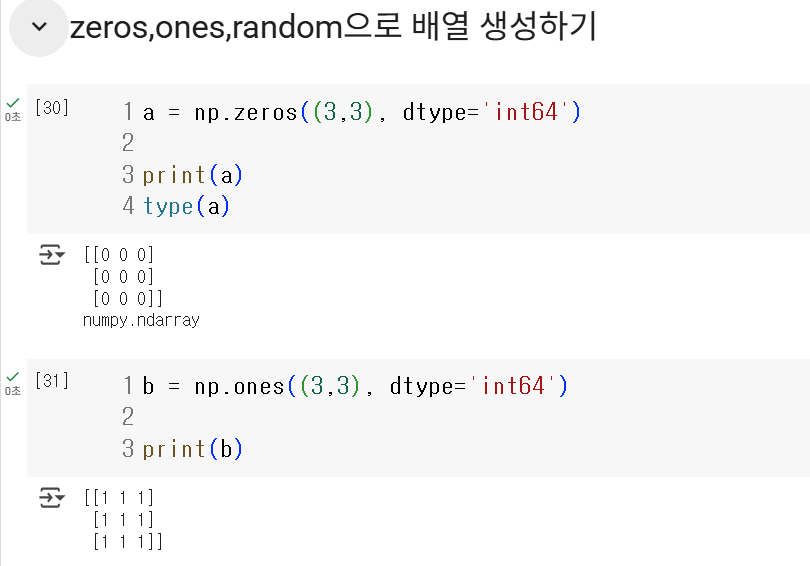 zeros,ones,random으로 배열 생성하기
0초 [30] 1 a = np.zeros((3,3), dtype='int64')
2
3 print(a)
4 type(a)
[[0 0 0]
[0 0 0]
[0 0 0]]
numpy.ndarray
0초 [31] 1 b = np.ones((3,3), dtype='int64')
2
3 print(b)
[[1 1 1]
[1 1 1]
[1 1 1]]